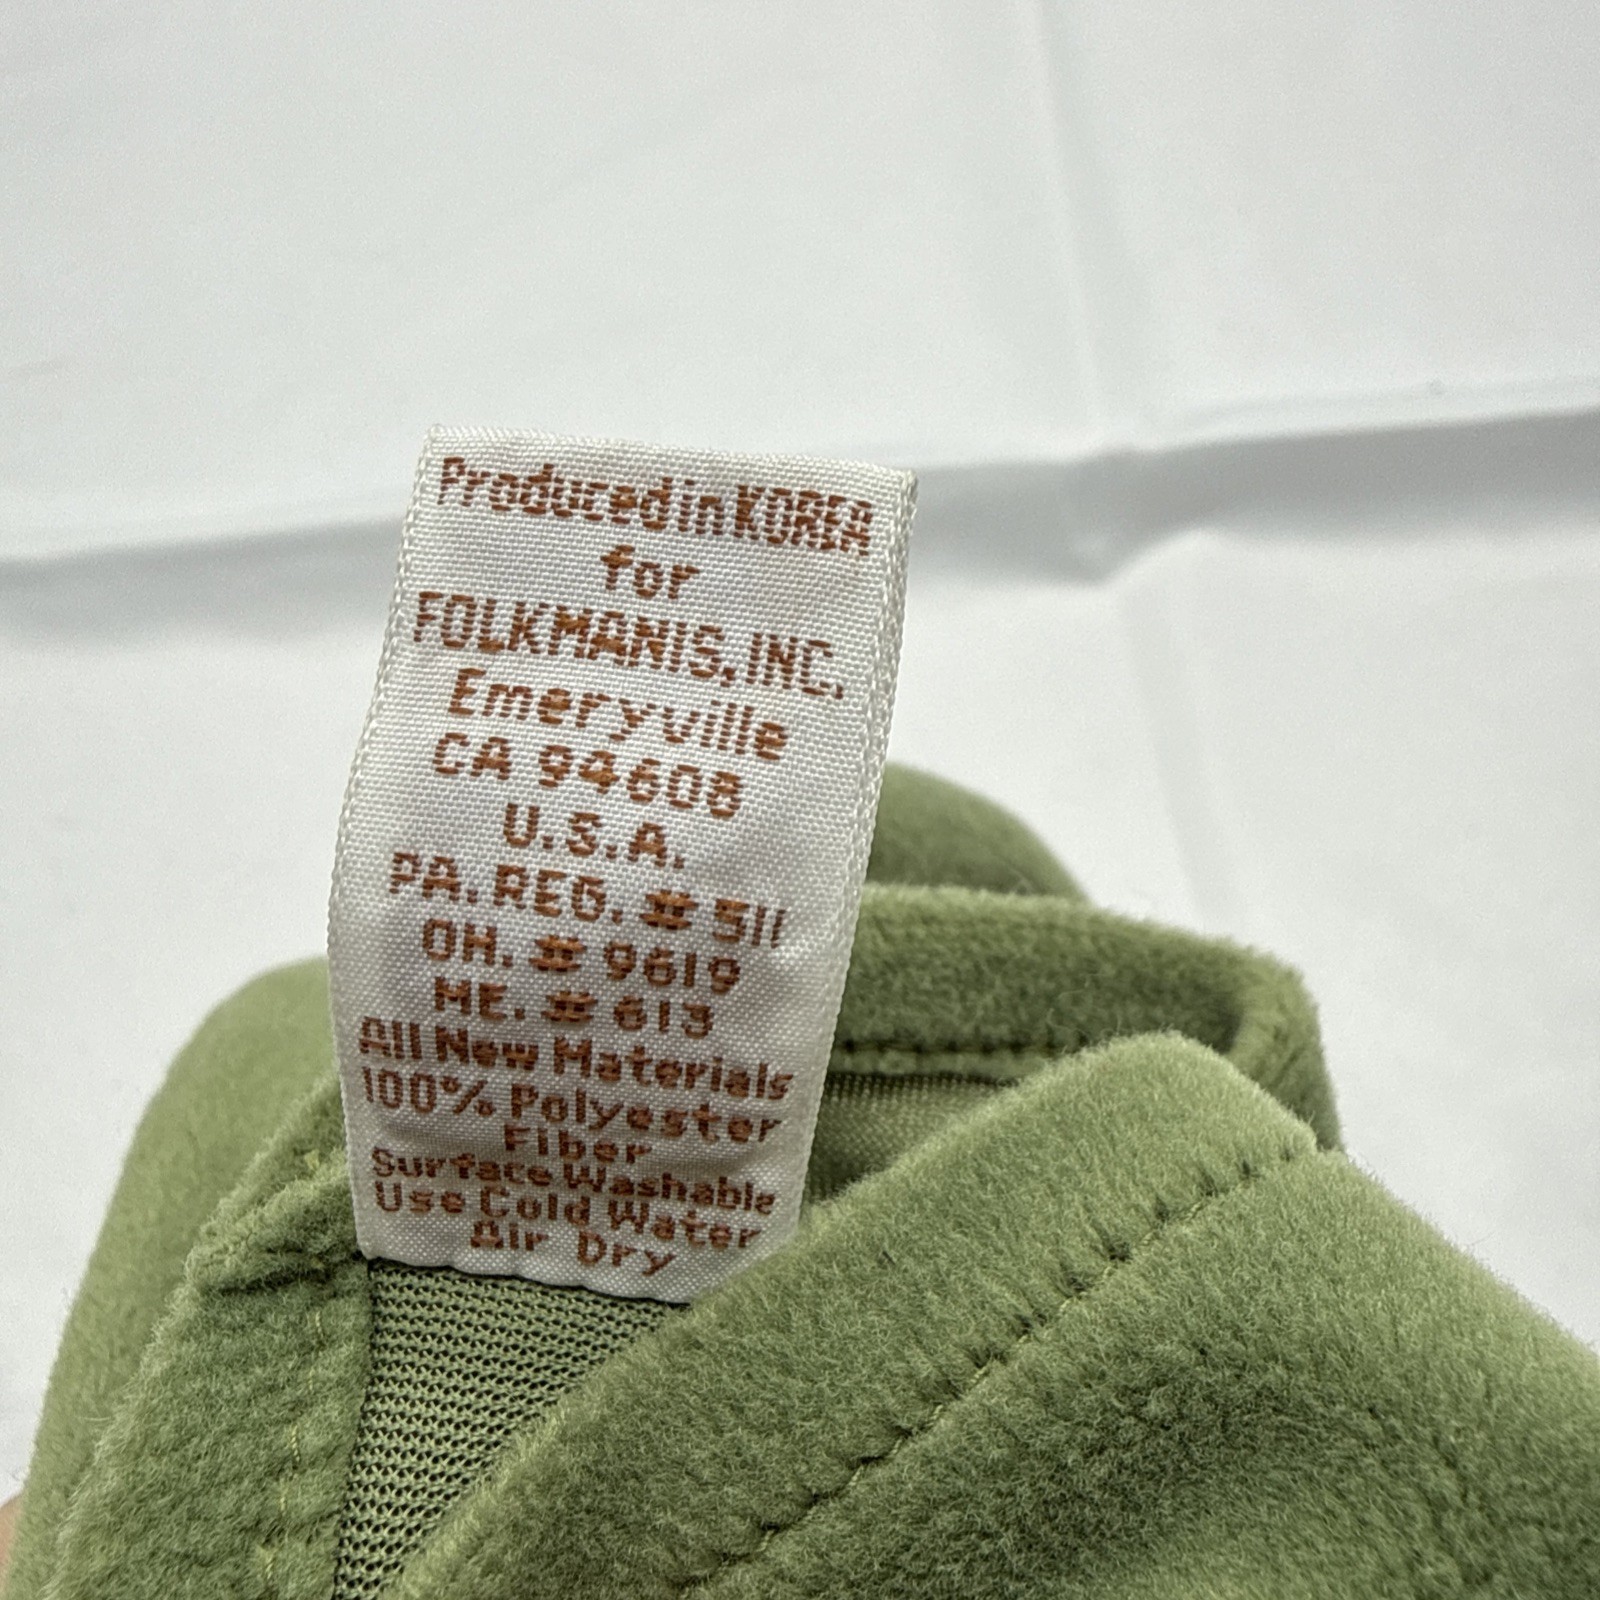 Produced in KOREA
for
FOLKMANIS, INC.
Emeryville
CA 94608
U.S.A.
PA. REG. # 511
OH. # 9619
ME. # 613
All New Materials
100% Polyester
Fiber
Surface Washable
Use Cold Water
Air Dry